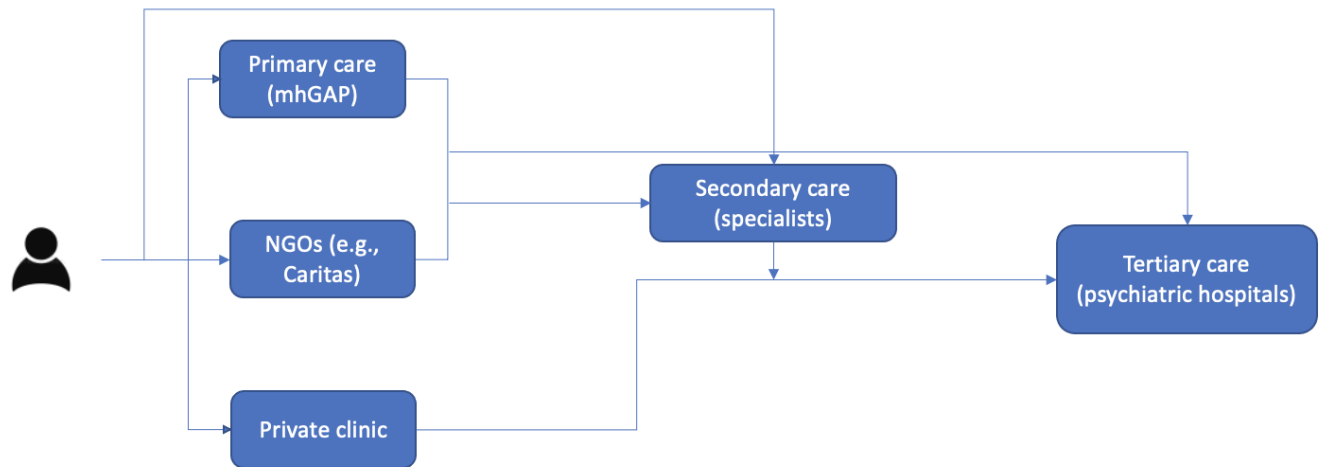 Primary care
(mhGAP)
NGOs (e.g.,
Caritas)
Private clinic
Secondary care
(specialists)
Tertiary care
(psychiatric hospitals)